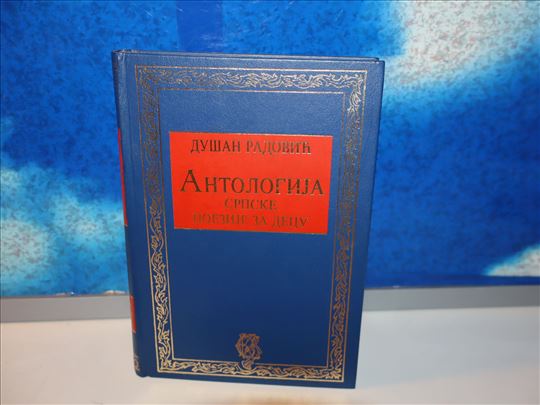 ДУШАН РАДОВИЋ
АНТОЛОГИЈА
СРПСКЕ
ПОЕЗИЈЕ ЗА ДЕЦУ